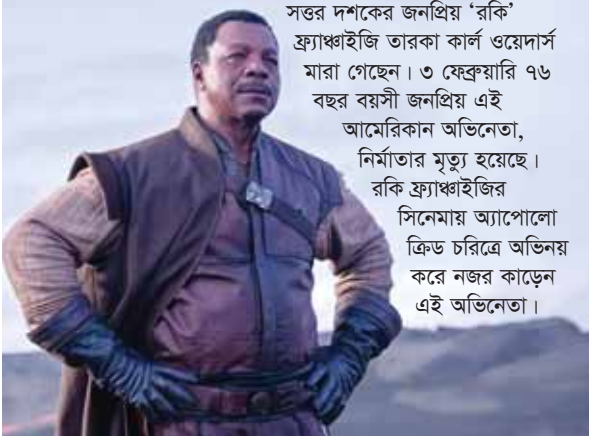 সত্তর দশকের জনপ্রিয় ‘রকি’
ফ্র্যাঞ্চাইজি তারকা কার্ল ওয়েদার্স
মারা গেছেন। ৩ ফেব্রুয়ারি ৭৬
বছর বয়সী জনপ্রিয় এই
আমেরিকান অভিনেতা,
নির্মাতার মৃত্যু হয়েছে।
রকি ফ্র্যাঞ্চাইজির
সিনেমায় অ্যাপোলো
ক্রিড চরিত্রে অভিনয়
করে নজর কাড়েন
এই অভিনেতা।